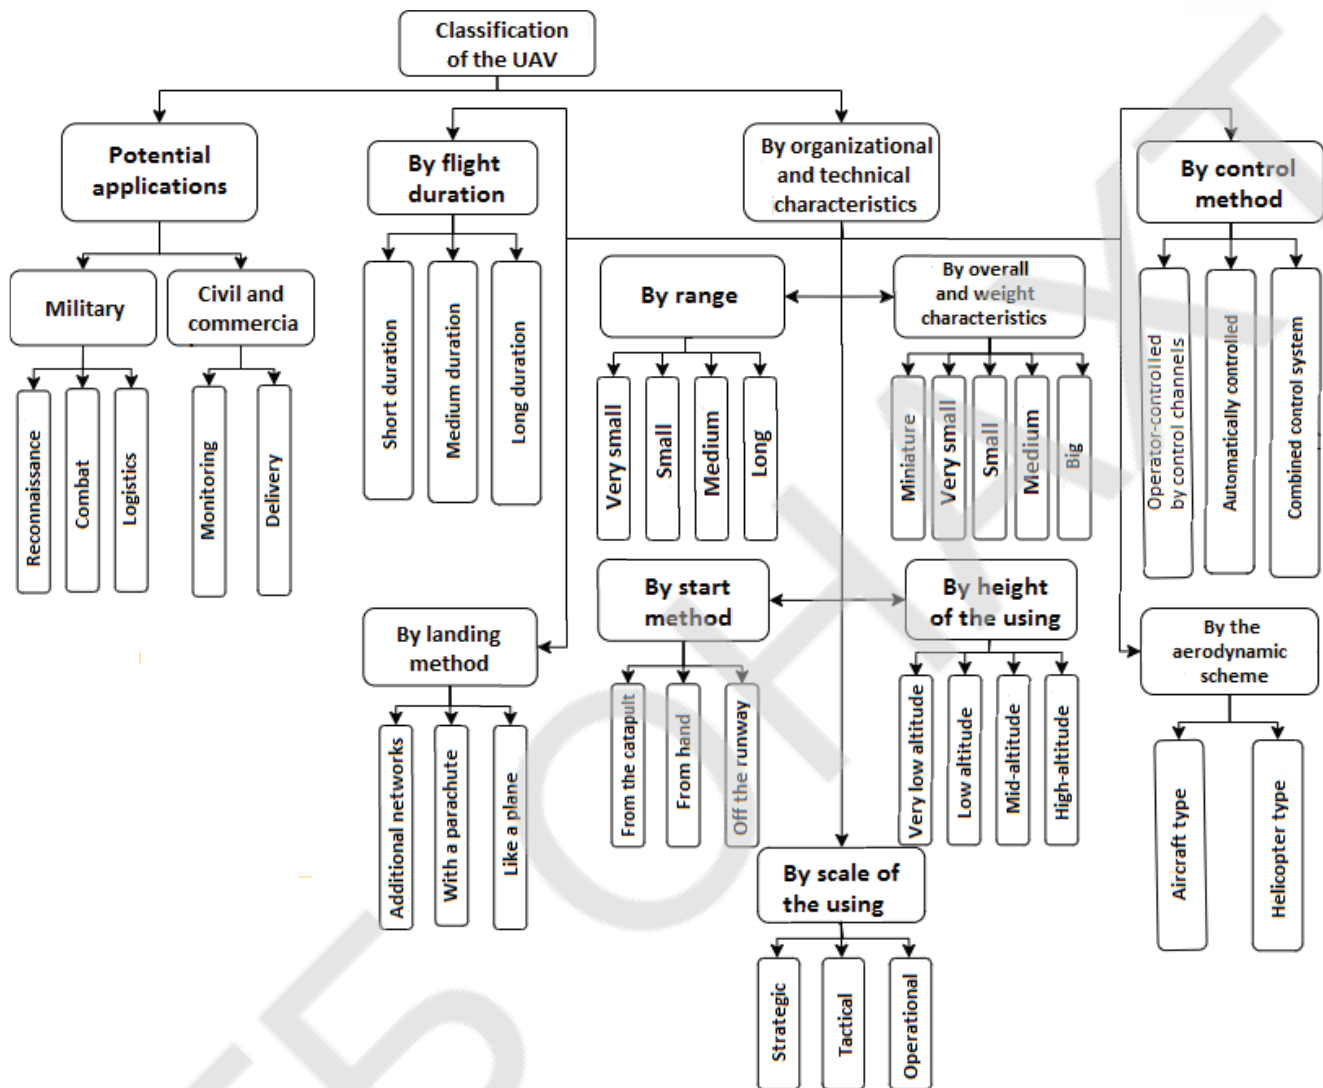 Classification
of the UAV
Potential
applications
By flight
duration
By organizational
and technical
characteristics
By control
method
Military
Civil and
commercia
Short duration
Medium duration
Long duration
By range
By overall
and weight
characteristics
Operator-controlled
by control channels
Automatically controlled
Combined control system
Reconnaissance
Combat
Logistics
Monitoring
Delivery
Very small
Small
Medium
Long
Miniature
Very small
Small
Medium
Big
By start
method
By height
of the using
By landing
method
By the
aerodynamic
scheme
Additional networks
With a parachute
Like a plane
From the catapult
From hand
Off the runway
Very low altitude
Low altitude
Mid-altitude
High-altitude
Aircraft type
Helicopter type
By scale of
the using
Strategic
Tactical
Operational